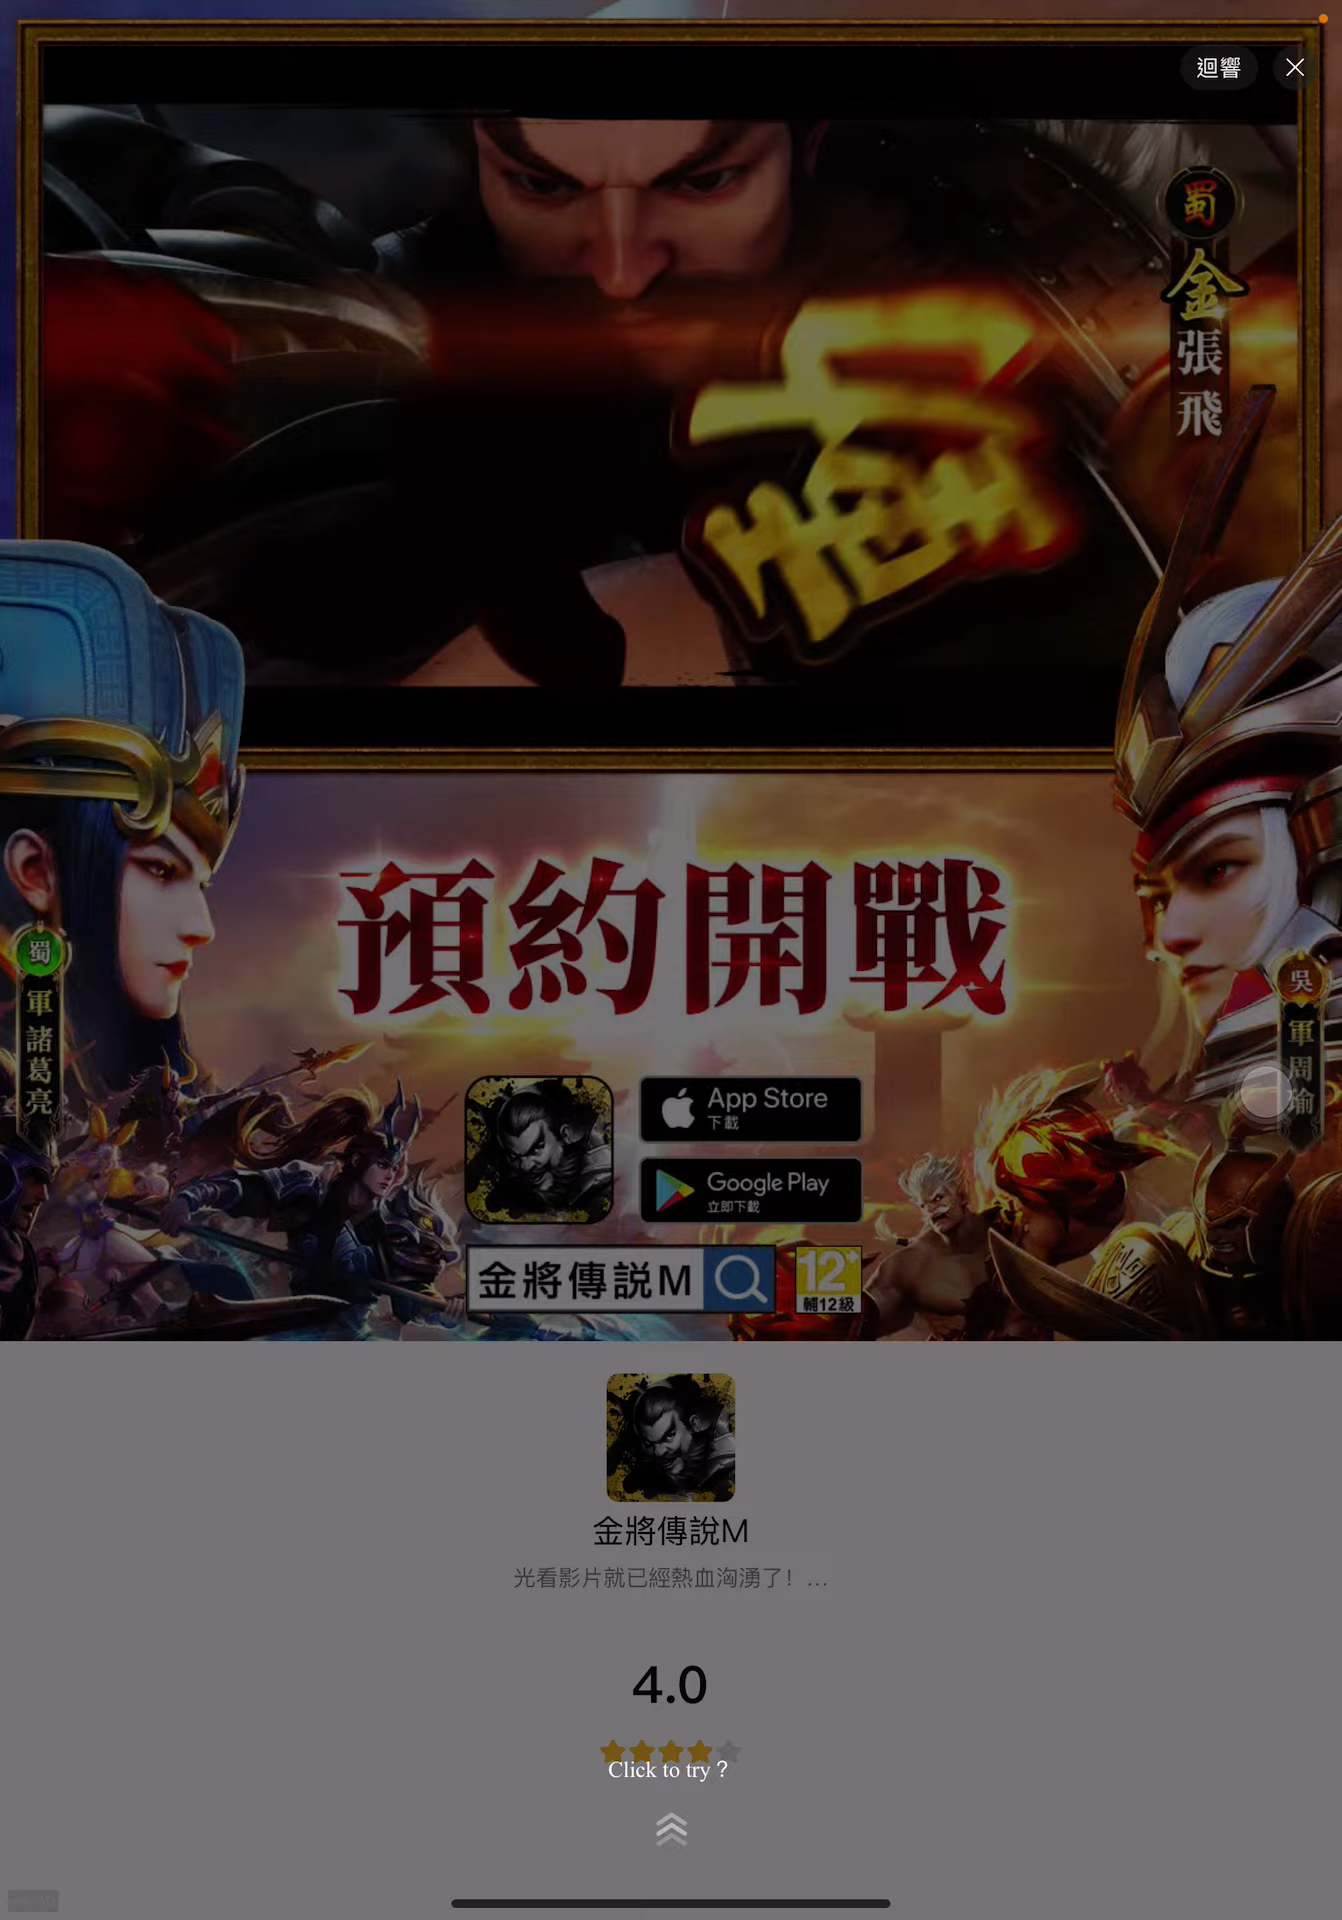 迴響
蜀
金
張
飛
預約開戰
蜀
軍
諸
葛
亮
吳
軍
周
瑜
App Store
下載
Google Play
立即下載
金將傳説M
12+
輔12級
金將傳說M
光看影片就已經熱血洶湧了！...
4.0
Click to try ?